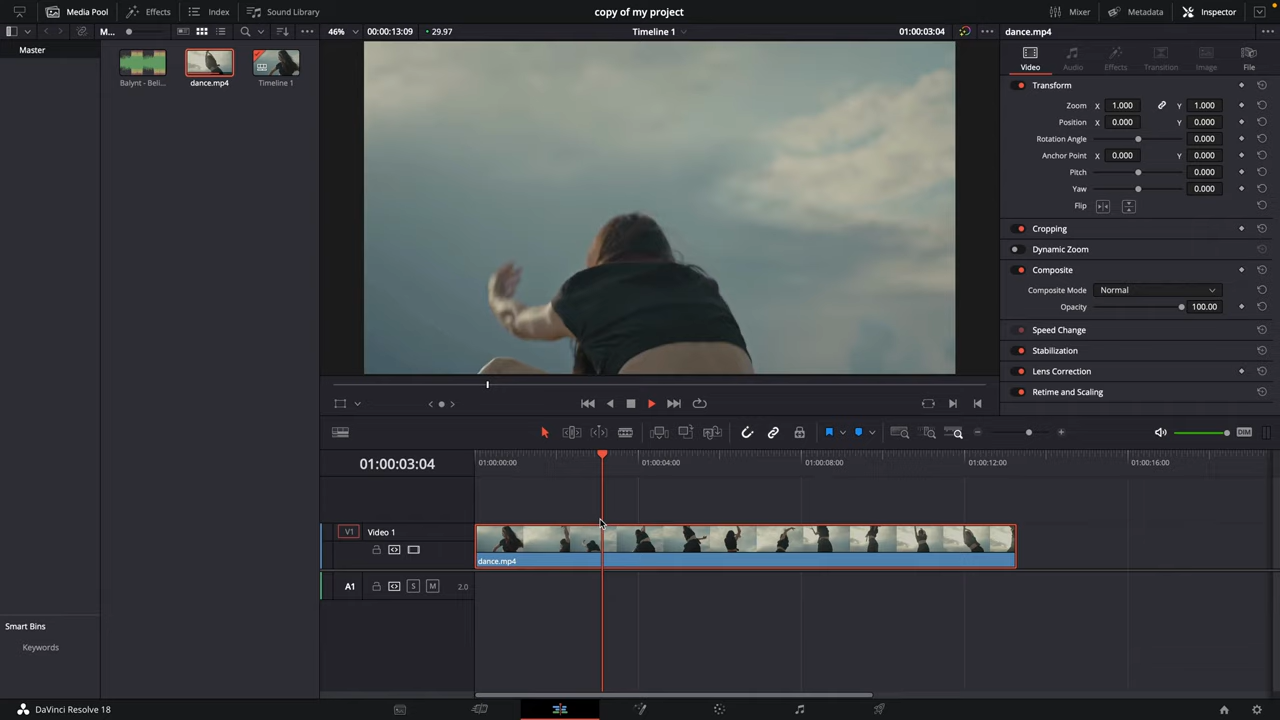 Media Pool Effects Index Sound Library copy of my project Mixer Metadata Inspector
M... 46% 00:00:13:09 29.97 Timeline 1 01:00:03:04 dance.mp4
Master
Balynt - Beli... dance.mp4 Timeline 1
Video Audio Effects Transition Image File
Transform
Zoom X 1.000 Y 1.000
Position X 0.000 Y 0.000
Rotation Angle 0.000
Anchor Point X 0.000 Y 0.000
Pitch 0.000
Yaw 0.000
Flip
Cropping
Dynamic Zoom
Composite
Composite Mode Normal
Opacity 100.00
Speed Change
Stabilization
Lens Correction
Retime and Scaling
DIM
01:00:03:04 01:00:00:00 01:00:04:00 01:00:08:00 01:00:12:00 01:00:16:00
V1 Video 1
dance.mp4
A1 S M 2.0
Smart Bins
Keywords
DaVinci Resolve 18